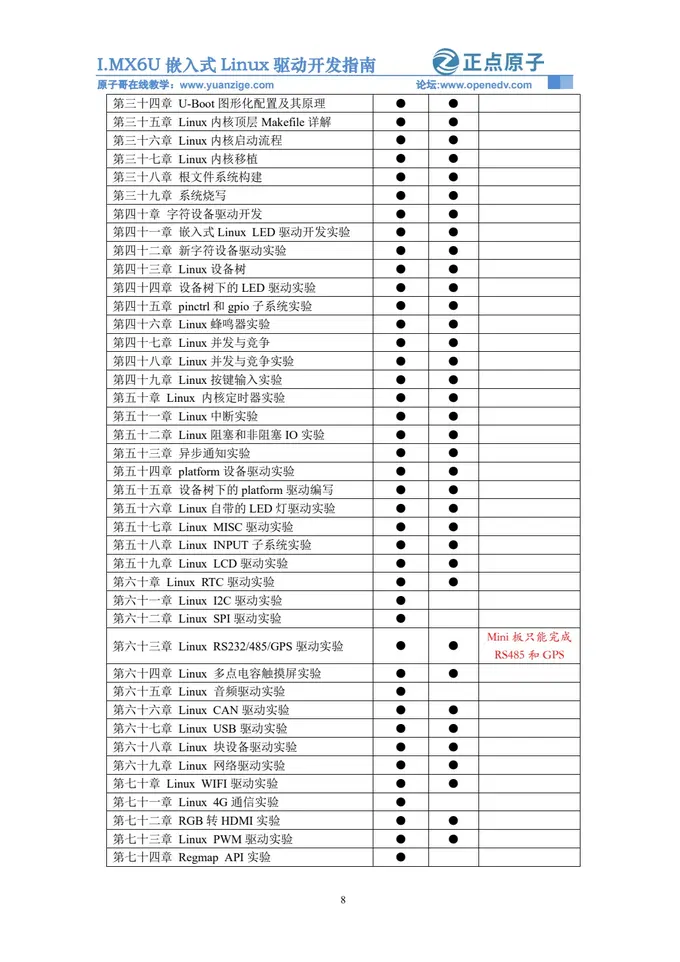 I.MX6U 嵌入式 Linux 驱动开发指南
正点原子
原子哥在线教学：www.yuanzige.com 论坛:www.openedv.com
第三十四章 U-Boot 图形化配置及其原理 ● ●
第三十五章 Linux 内核顶层 Makefile 详解 ● ●
第三十六章 Linux 内核启动流程 ● ●
第三十七章 Linux 内核移植 ● ●
第三十八章 根文件系统构建 ● ●
第三十九章 系统烧写 ● ●
第四十章 字符设备驱动开发 ● ●
第四十一章 嵌入式 Linux LED 驱动开发实验 ● ●
第四十二章 新字符设备驱动实验 ● ●
第四十三章 Linux 设备树 ● ●
第四十四章 设备树下的 LED 驱动实验 ● ●
第四十五章 pinctrl 和 gpio 子系统实验 ● ●
第四十六章 Linux 蜂鸣器实验 ● ●
第四十七章 Linux 并发与竞争 ● ●
第四十八章 Linux 并发与竞争实验 ● ●
第四十九章 Linux 按键输入实验 ● ●
第五十章 Linux 内核定时器实验 ● ●
第五十一章 Linux 中断实验 ● ●
第五十二章 Linux 阻塞和非阻塞 IO 实验 ● ●
第五十三章 异步通知实验 ● ●
第五十四章 platform 设备驱动实验 ● ●
第五十五章 设备树下的 platform 驱动编写 ● ●
第五十六章 Linux 自带的 LED 灯驱动实验 ● ●
第五十七章 Linux MISC 驱动实验 ● ●
第五十八章 Linux INPUT 子系统实验 ● ●
第五十九章 Linux LCD 驱动实验 ● ●
第六十章 Linux RTC 驱动实验 ● ●
第六十一章 Linux I2C 驱动实验 ●
第六十二章 Linux SPI 驱动实验 ●
第六十三章 Linux RS232/485/GPS 驱动实验 ● ● Mini 板只能完成
RS485 和 GPS
第六十四章 Linux 多点电容触摸屏实验 ● ●
第六十五章 Linux 音频驱动实验 ●
第六十六章 Linux CAN 驱动实验 ● ●
第六十七章 Linux USB 驱动实验 ● ●
第六十八章 Linux 块设备驱动实验 ● ●
第六十九章 Linux 网络驱动实验 ● ●
第七十章 Linux WIFI 驱动实验 ● ●
第七十一章 Linux 4G 通信实验 ●
第七十二章 RGB 转 HDMI 实验 ● ●
第七十三章 Linux PWM 驱动实验 ● ●
第七十四章 Regmap API 实验 ●
8